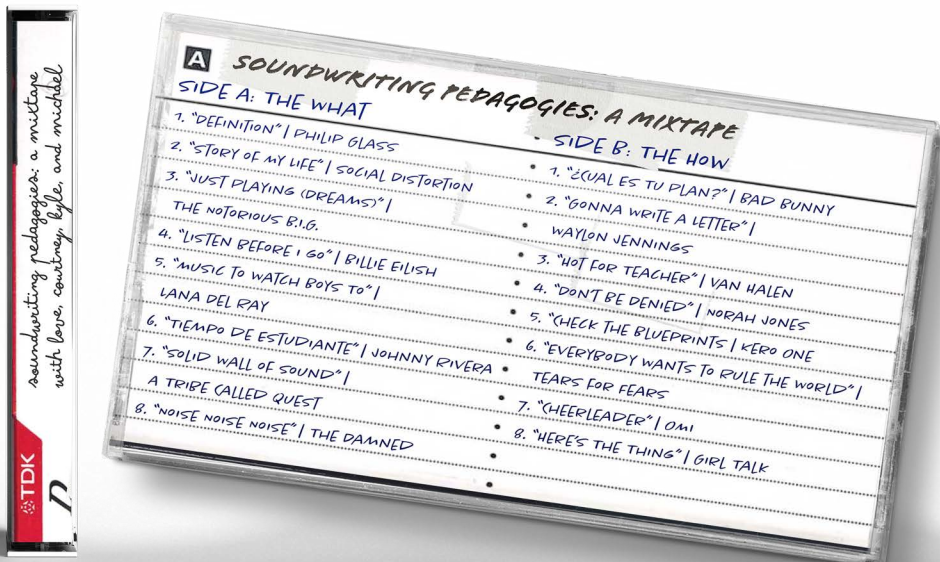 soundwriting pedagogies: a mixtape
with love, courtney, kyle, and michael
TDK
A
SOUNDWRITING PEDAGOGIES: A MIXTAPE
SIDE A: THE WHAT
1. "DEFINITION" | PHILIP GLASS
2. "STORY OF MY LIFE" | SOCIAL DISTORTION
3. "JUST PLAYING (DREAMS)" |
THE NOTORIOUS B.I.G.
4. "LISTEN BEFORE I GO" | BILLIE EILISH
5. "MUSIC TO WATCH BOYS TO" |
LANA DEL RAY
6. "TIEMPO DE ESTUDIANTE" | JOHNNY RIVERA
7. "SOLID WALL OF SOUND" |
A TRIBE CALLED QUEST
8. "NOISE NOISE NOISE" | THE DAMNED
SIDE B: THE HOW
1. "¿CUAL ES TU PLAN?" | BAD BUNNY
2. "GONNA WRITE A LETTER" |
WAYLON JENNINGS
3. "HOT FOR TEACHER" | VAN HALEN
4. "DON'T BE DENIED" | NORAH JONES
5. "CHECK THE BLUEPRINTS | KERO ONE
6. "EVERYBODY WANTS TO RULE THE WORLD" |
TEARS FOR FEARS
7. "CHEERLEADER" | OMI
8. "HERE'S THE THING" | GIRL TALK